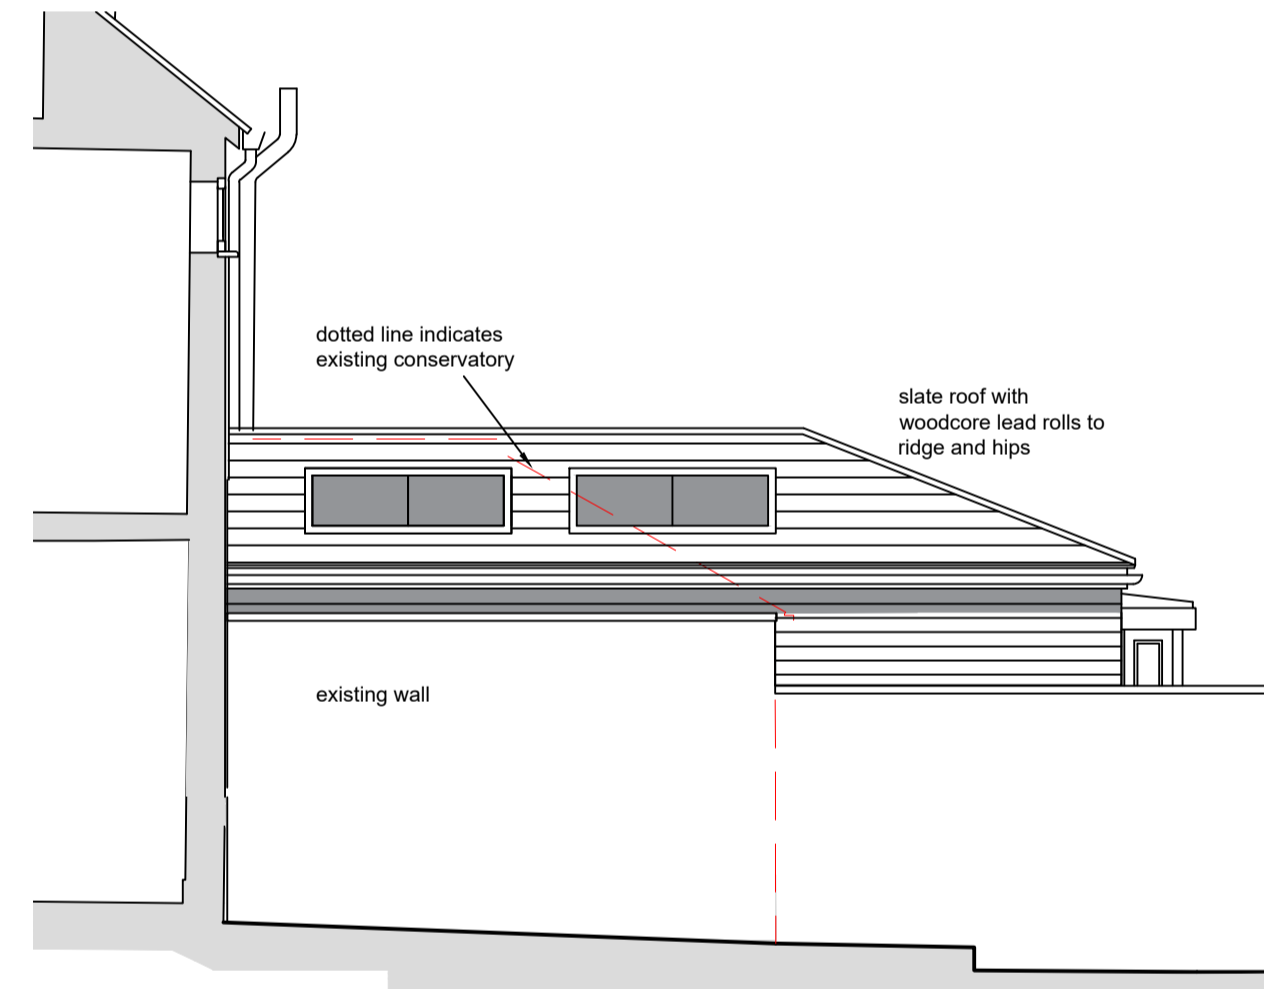 dotted line indicates
existing conservatory
slate roof with
woodcore lead rolls to
ridge and hips
existing wall